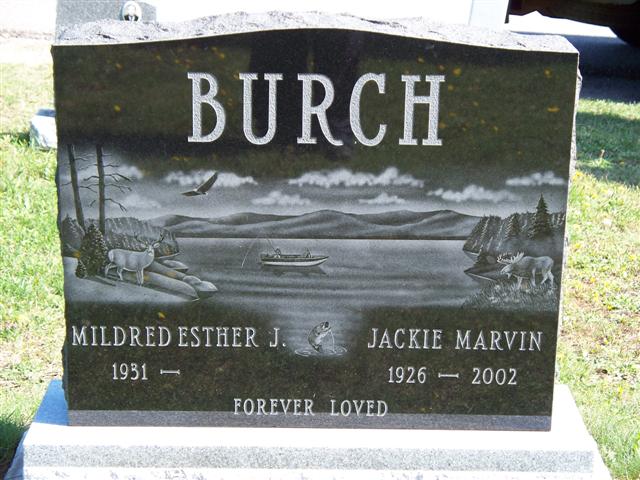 BURCH
MILDRED ESTHER J. JACKIE MARVIN
1931 — 1926 — 2002
FOREVER LOVED